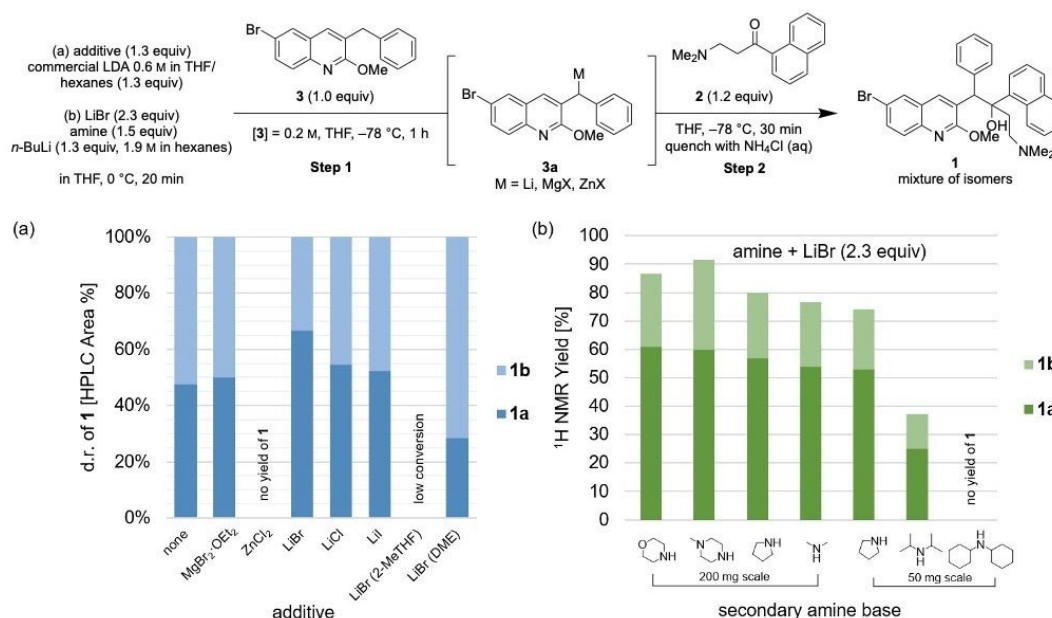 (a) additive (1.3 equiv)
commercial LDA 0.6 M in THF/
hexanes (1.3 equiv)
(b) LiBr (2.3 equiv)
amine (1.5 equiv)
n-BuLi (1.3 equiv, 1.9 M in hexanes)
in THF, 0 °C, 20 min
Br
N
OMe
3 (1.0 equiv)
[3] = 0.2 M, THF, –78 °C, 1 h
Step 1
M
Br
N
OMe
3a
M = Li, MgX, ZnX
O
Me2N
2 (1.2 equiv)
THF, –78 °C, 30 min
quench with NH4Cl (aq)
Step 2
Br
OH
N
OMe
NMe2
1
mixture of isomers
(a)
d.r. of 1 [HPLC Area %]
100%
80%
60%
40%
20%
0%
no yield of 1
low conversion
1b
1a
none
MgBr2·OEt2
ZnCl2
LiBr
LiCl
LiI
LiBr (2-MeTHF)
LiBr (DME)
additive
(b)
amine + LiBr (2.3 equiv)
1H NMR Yield [%]
100
90
80
70
60
50
40
30
20
10
0
no yield of 1
1b
1a
O
NH
N
NH
NH
H
N
NH
N
H
H
N
200 mg scale
50 mg scale
secondary amine base